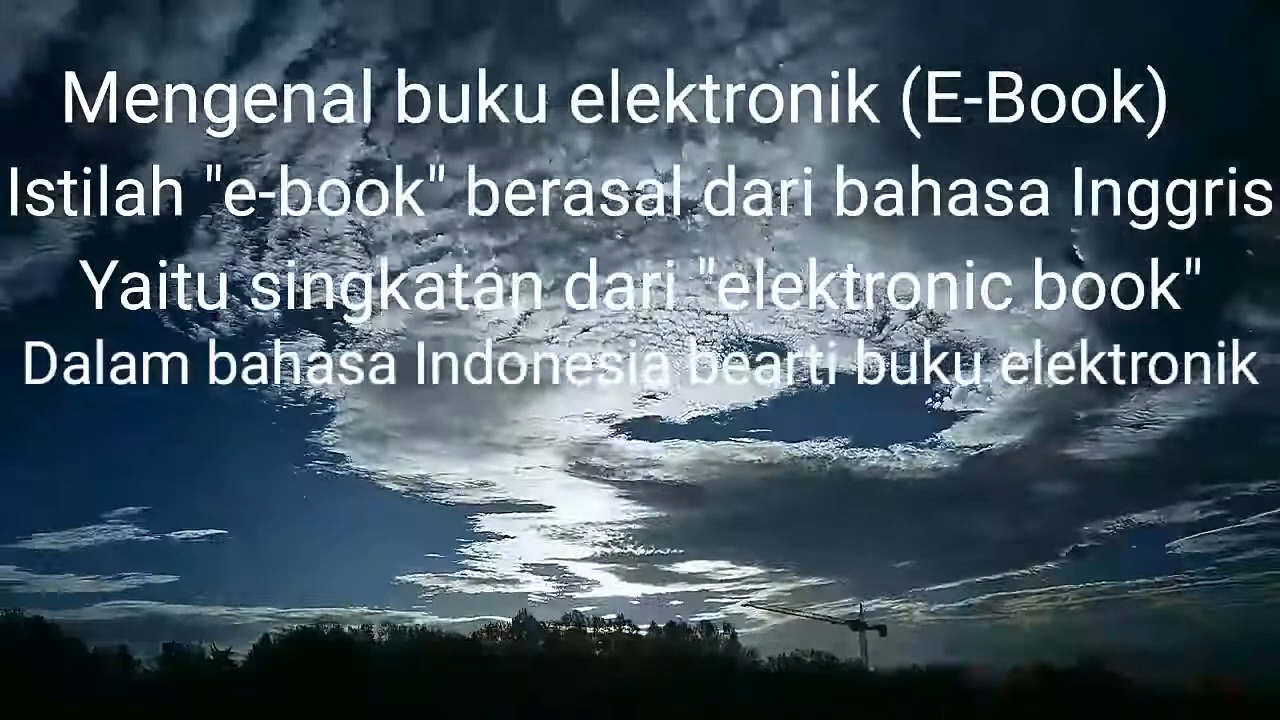 Mengenal buku elektronik (E-Book)
Istilah "e-book" berasal dari bahasa Inggris
Yaitu singkatan dari "elektronic book"
Dalam bahasa Indonesia bearti buku elektronik